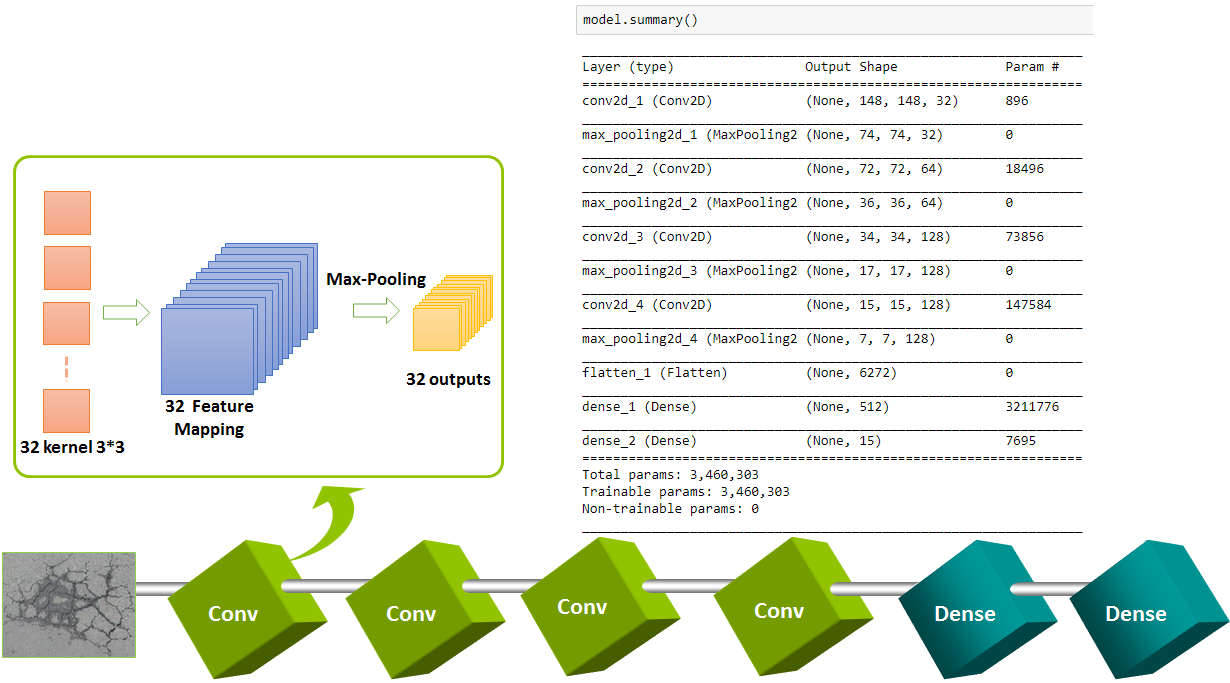 model.summary()
Layer (type) Output Shape Param #
conv2d_1 (Conv2D) (None, 148, 148, 32) 896
max_pooling2d_1 (MaxPooling2 (None, 74, 74, 32) 0
conv2d_2 (Conv2D) (None, 72, 72, 64) 18496
max_pooling2d_2 (MaxPooling2 (None, 36, 36, 64) 0
conv2d_3 (Conv2D) (None, 34, 34, 128) 73856
max_pooling2d_3 (MaxPooling2 (None, 17, 17, 128) 0
conv2d_4 (Conv2D) (None, 15, 15, 128) 147584
max_pooling2d_4 (MaxPooling2 (None, 7, 7, 128) 0
flatten_1 (Flatten) (None, 6272) 0
dense_1 (Dense) (None, 512) 3211776
dense_2 (Dense) (None, 15) 7695
Total params: 3,460,303
Trainable params: 3,460,303
Non-trainable params: 0
Max-Pooling
32 outputs
32 Feature
Mapping
32 kernel 3*3
Conv
Conv
Conv
Conv
Dense
Dense